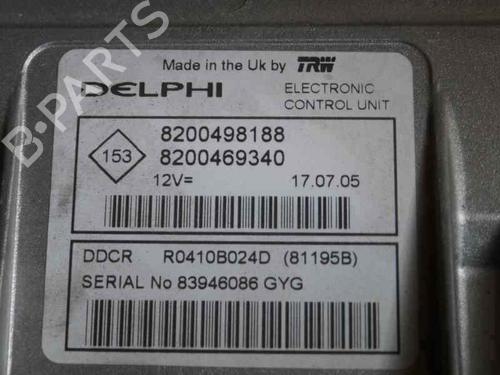 Made in the Uk by TRW
DELPHI ELECTRONIC CONTROL UNIT
153
8200498188
8200469340
12V= 17.07.05
DDCR R0410B024D (81195B)
SERIAL No 83946086 GYG
B-PARTS